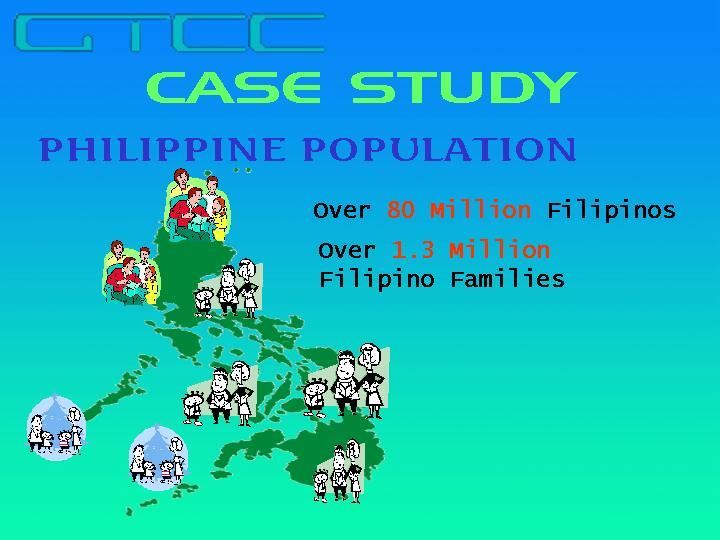 GTCC
CASE STUDY
PHILIPPINE POPULATION
Over 80 Million Filipinos
Over 1.3 Million
Filipino Families